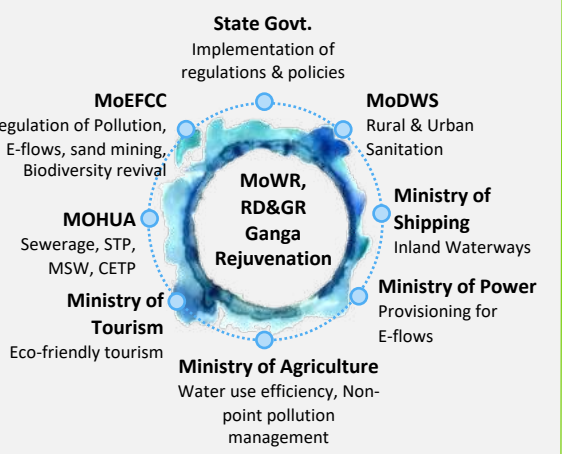 State Govt.
Implementation of
regulations & policies
MoEFCC
egulation of Pollution,
E-flows, sand mining,
Biodiversity revival
MoDWS
Rural & Urban
Sanitation
MoWR,
RD&GR
Ganga
Rejuvenation
MOHUA
Sewerage, STP,
MSW, CETP
Ministry of
Shipping
Inland Waterways
Ministry of
Tourism
Eco-friendly tourism
Ministry of Power
Provisioning for
E-flows
Ministry of Agriculture
Water use efficiency, Non-
point pollution
management